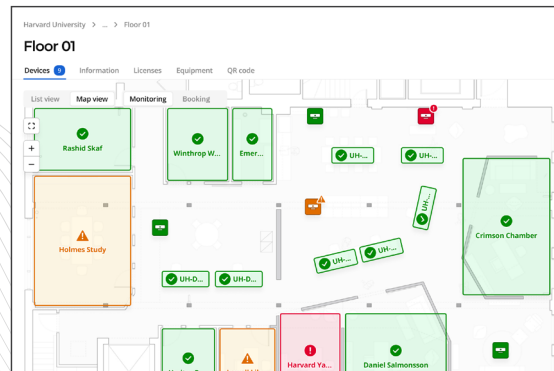 Harvard University > ... > Floor 01
Floor 01
Devices 9 Information Licenses Equipment QR code
List view Map view Monitoring Booking
+
−
Rashid Skaf
Winthrop W...
Emer...
UH-...
UH-...
UH-...
Holmes Study
Crimson Chamber
UH-...
UH-...
UH-D...
UH-D...
Harvard Ya...
Daniel Salmonsson